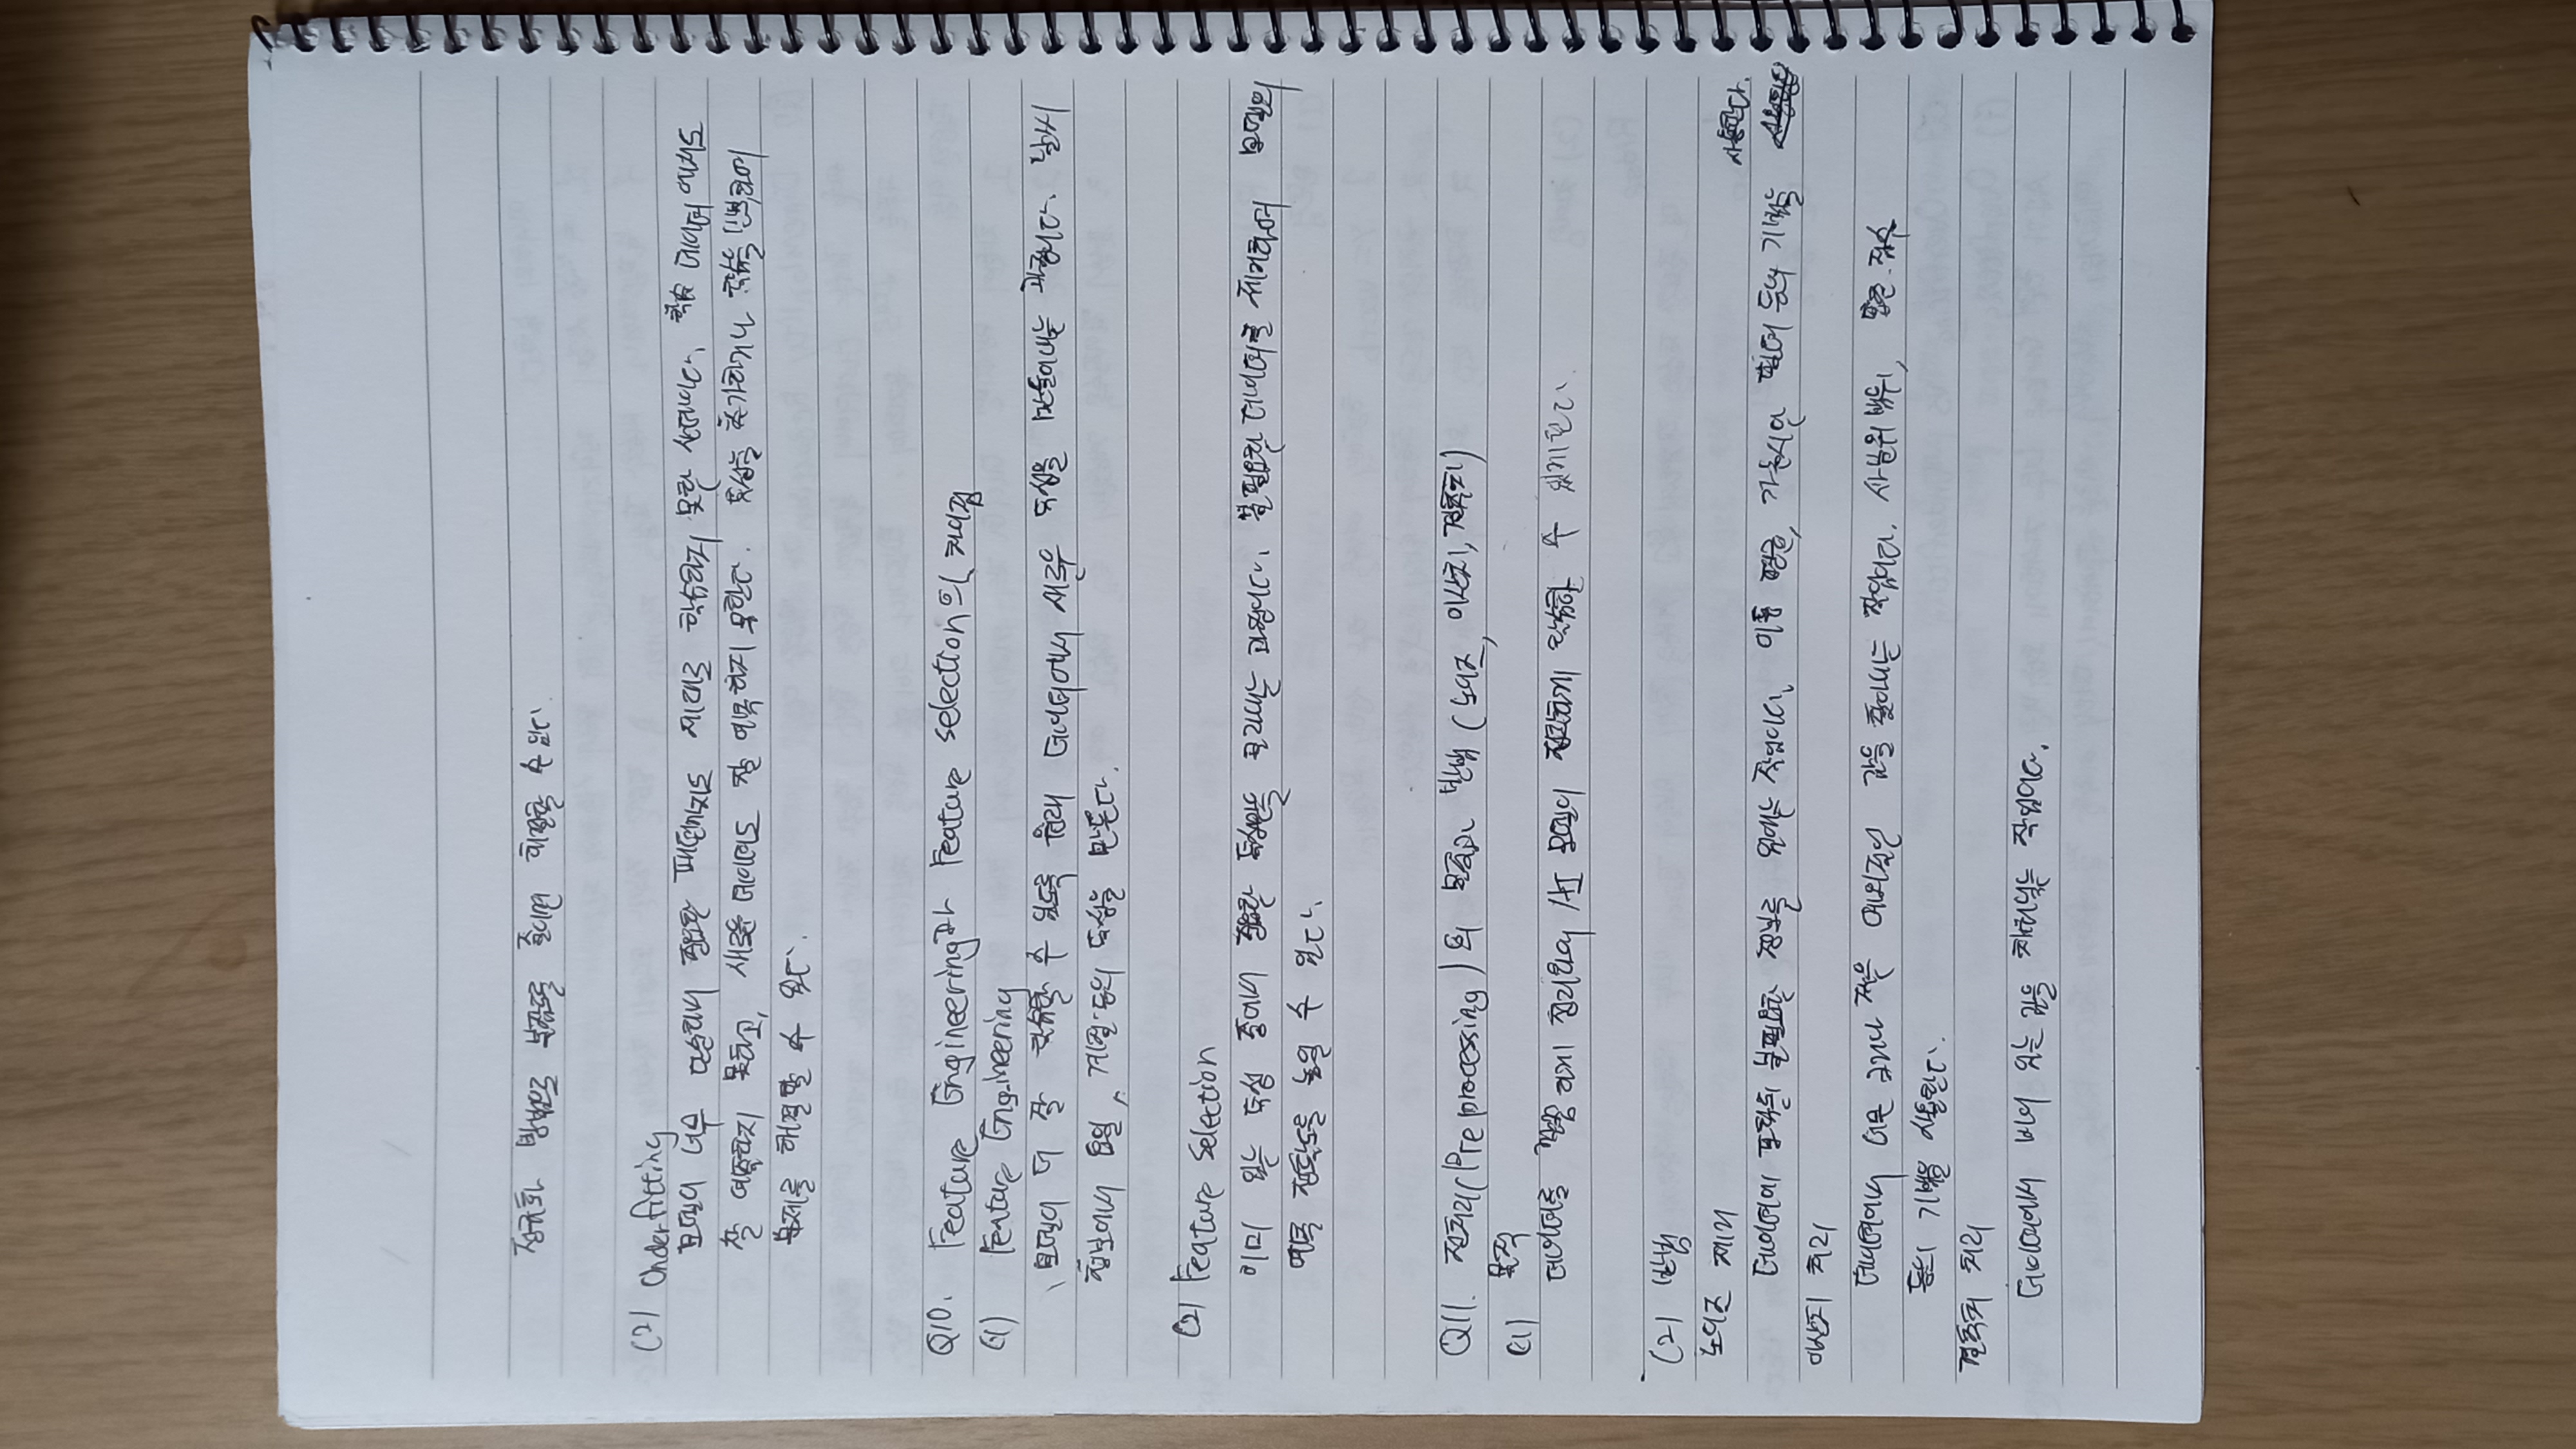 정규화 방법으로 복잡도를 줄이면 해결할 수 있다.
(2) Underfitting
모델이 너무 단순해서 중요한 패턴까지도 제대로 학습하지 못한 상태이다. 학습 데이터에서도
잘 예측하지 못하고, 새로운 데이터도 잘 예측하지 못한다. 특성을 추가하거나 학습을 반복하여
문제를 해결할 수 있다.
Q10. Feature Engineering과 Feature selection의 차이점
(1) Feature Engineering
모델이 더 잘 학습할 수 있도록 원래 데이터에서 새로운 특성을 만들어내는 과정이다. 날짜
정보에서 요일, 계절 등의 특성을 만든다.
(2) Feature Selection
이미 있는 특성 중에서 중요한 특성만을 골라내는 과정이다. 불필요한 데이터를 제거하여 모델의
예측 정확도를 높일 수 있다.
Q11. 전처리(Preprocessing)의 목적과 방법 (노이즈, 이상치, 결측치)
(1) 목적
데이터를 깔끔하게 정리하여 AI 모델이 정확하게 학습할 수 있게 된다.
(2) 방법
노이즈 제거
데이터에 포함된 불필요한 정보를 없애는 작업이다. 이동 평균, 가우시안 필터 등의 기법을 사용한다.
이상치 처리
데이터에서 너무 크거나 작은 예외적인 값을 찾아내는 작업이다. 사분위 범위, 표준 점수
등의 기법을 사용한다.
결측치 처리
데이터에서 비어 있는 값을 채워넣는 작업이다.